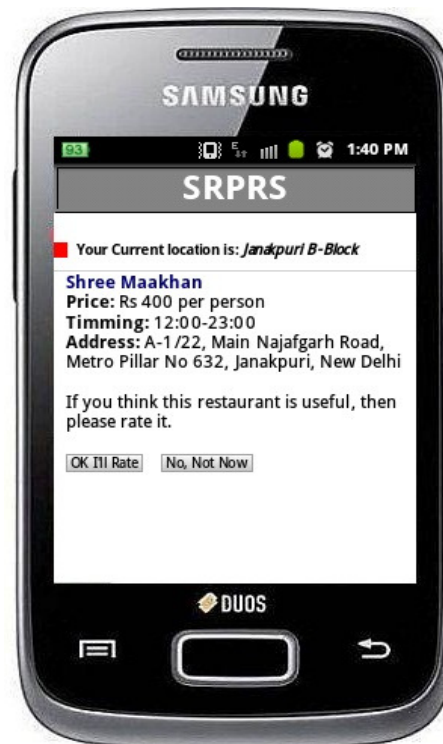 SAMSUNG
93 E 1:40 PM
SRPRS
Your Current location is: Janakpuri B-Block
Shree Maakhan
Price: Rs 400 per person
Timming: 12:00-23:00
Address: A-1/22, Main Najafgarh Road,
Metro Pillar No 632, Janakpuri, New Delhi
If you think this restaurant is useful, then
please rate it.
OK I'll Rate No, Not Now
DUOS